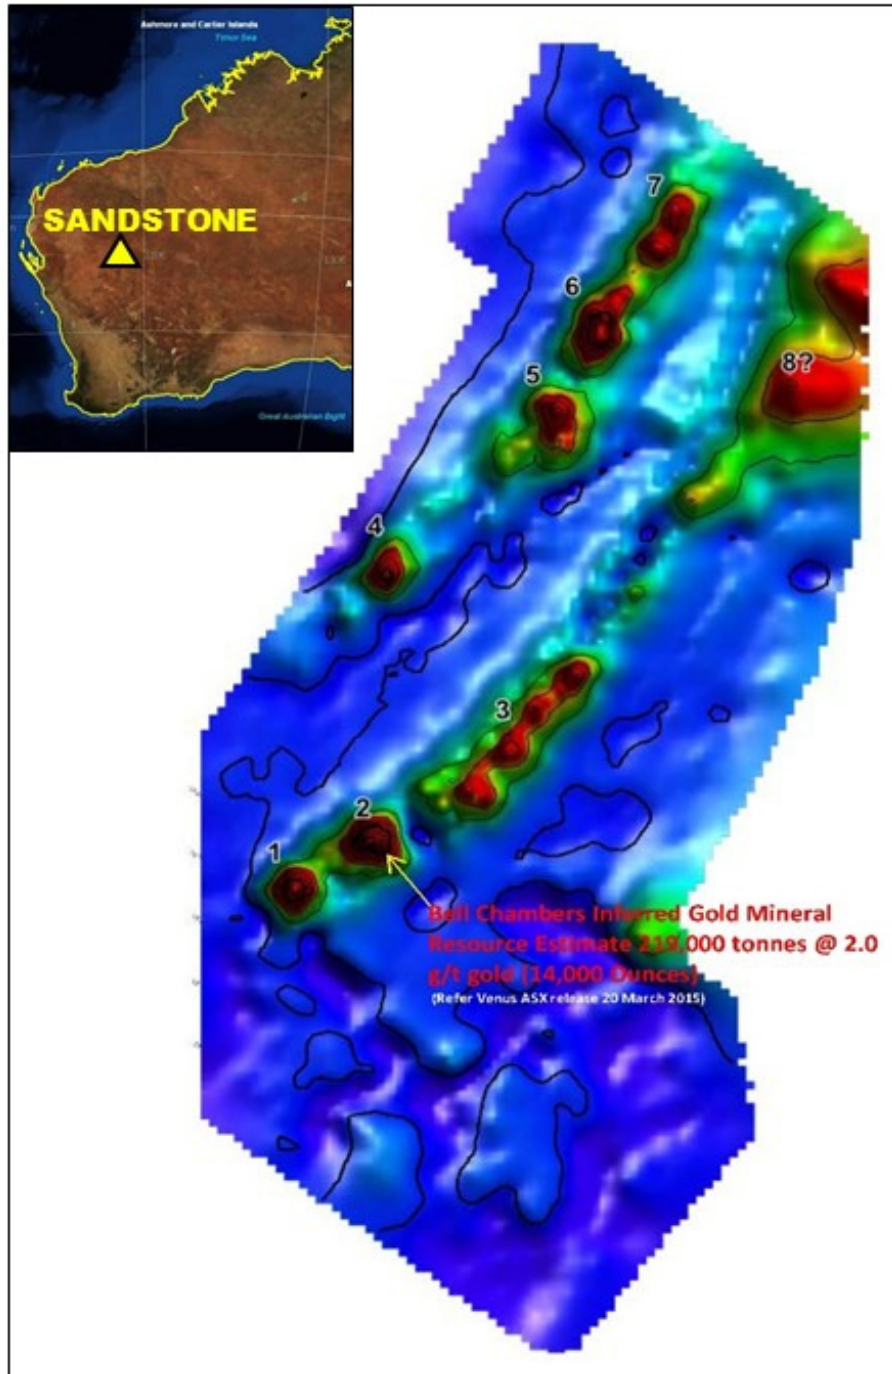 Ashmore and Cartier Islands
Timor Sea
SANDSTONE
Great Australian Bight
7
6
5
8?
4
3
2
1
Bell Chambers Inferred Gold Mineral
Resource Estimate 219,000 tonnes @ 2.0
g/t gold (14,000 Ounces)
(Refer Venus ASX release 20 March 2015)